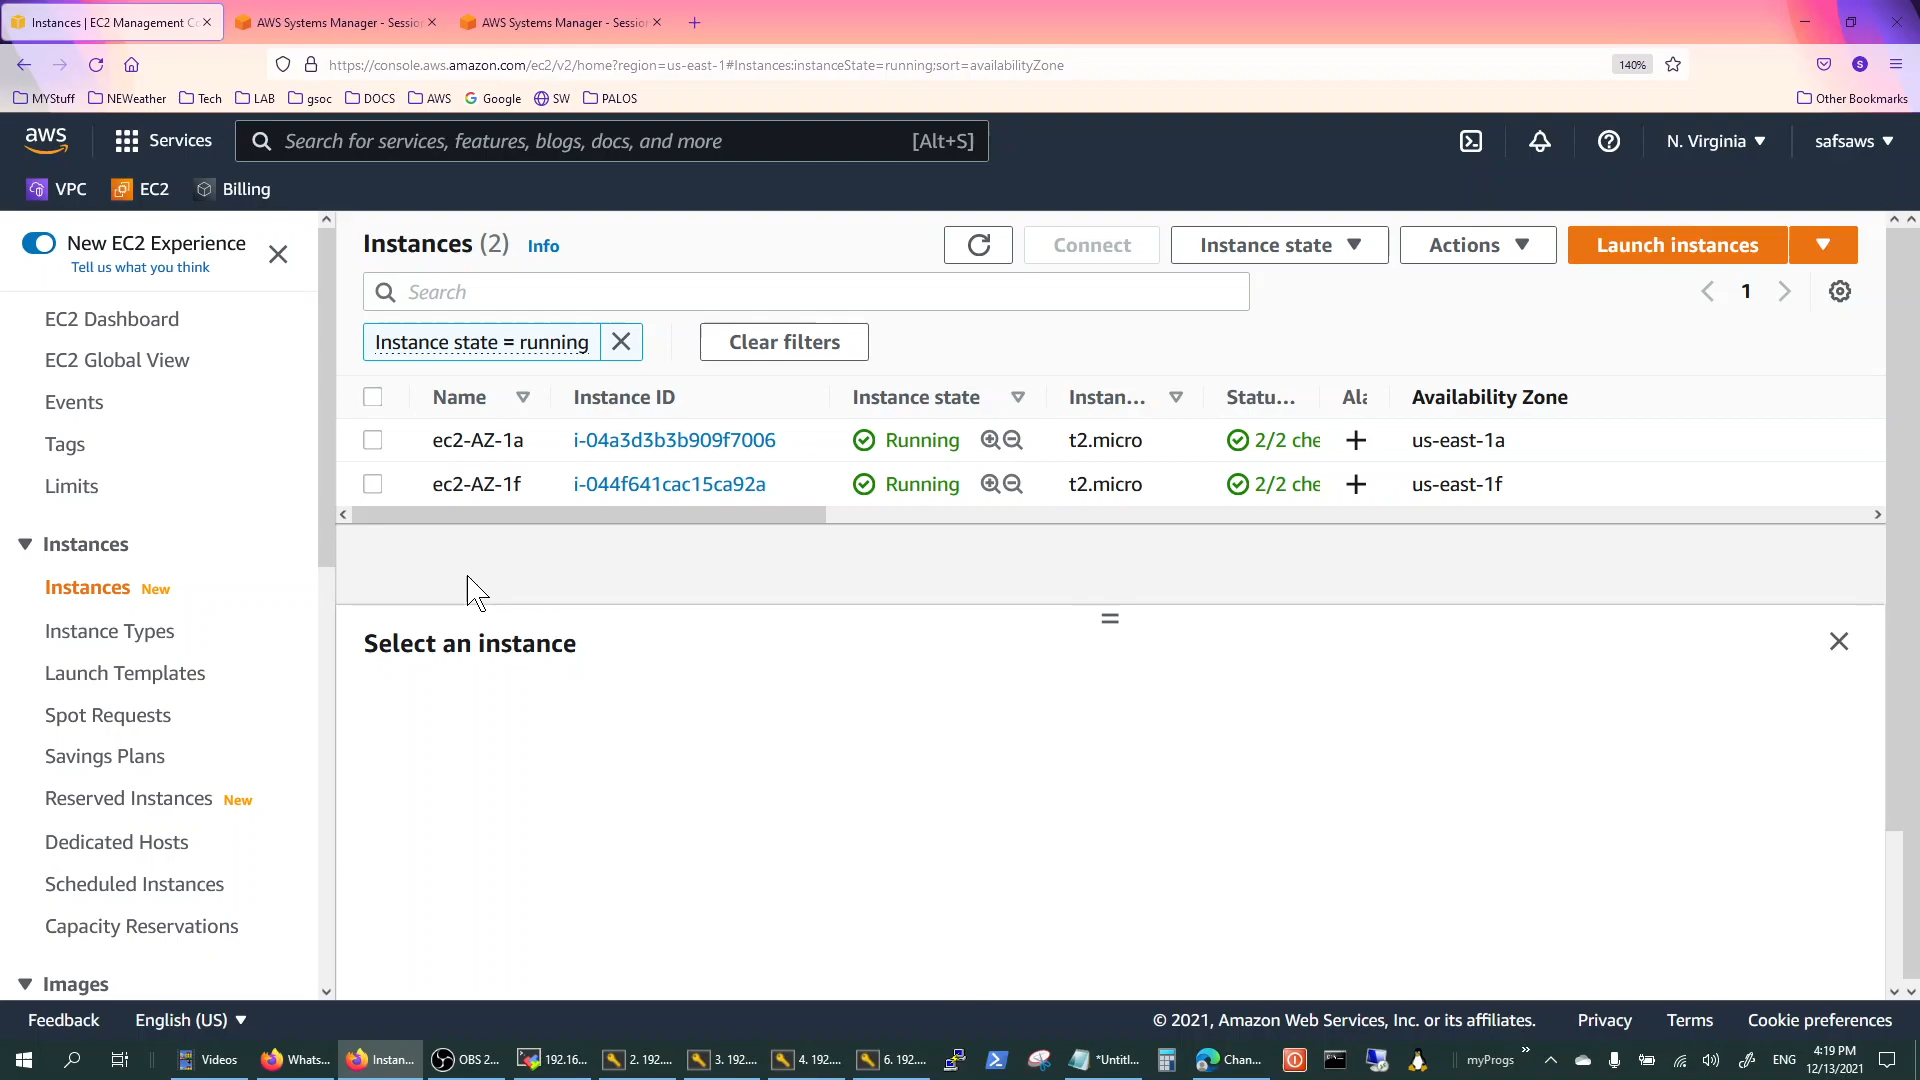 Instances | EC2 Management Co
AWS Systems Manager - Session
AWS Systems Manager - Session
https://console.aws.amazon.com/ec2/v2/home?region=us-east-1#Instances:instanceState=running;sort=availabilityZone
140%
S
MYStuff
NEWeather
Tech
LAB
gsoc
DOCS
AWS
Google
SW
PALOS
Other Bookmarks
aws
Services
Search for services, features, blogs, docs, and more
[Alt+S]
N. Virginia
safsaws
VPC
EC2
Billing
New EC2 Experience
Tell us what you think
EC2 Dashboard
EC2 Global View
Events
Tags
Limits
Instances
Instances New
Instance Types
Launch Templates
Spot Requests
Savings Plans
Reserved Instances New
Dedicated Hosts
Scheduled Instances
Capacity Reservations
Images
Instances (2) Info
Connect
Instance state
Actions
Launch instances
Search
1
Instance state = running
Clear filters
Name Instance ID Instance state Instan... Statu... Ala Availability Zone
ec2-AZ-1a i-04a3d3b3b909f7006 Running t2.micro 2/2 che us-east-1a
ec2-AZ-1f i-044f641cac15ca92a Running t2.micro 2/2 che us-east-1f
Select an instance
Feedback
English (US)
© 2021, Amazon Web Services, Inc. or its affiliates.
Privacy
Terms
Cookie preferences
Videos
Whats...
Instan...
OBS 2...
192.16...
2. 192....
3. 192....
4. 192....
6. 192....
*Untitl...
Chan...
myProgs
ENG
4:19 PM
12/13/2021